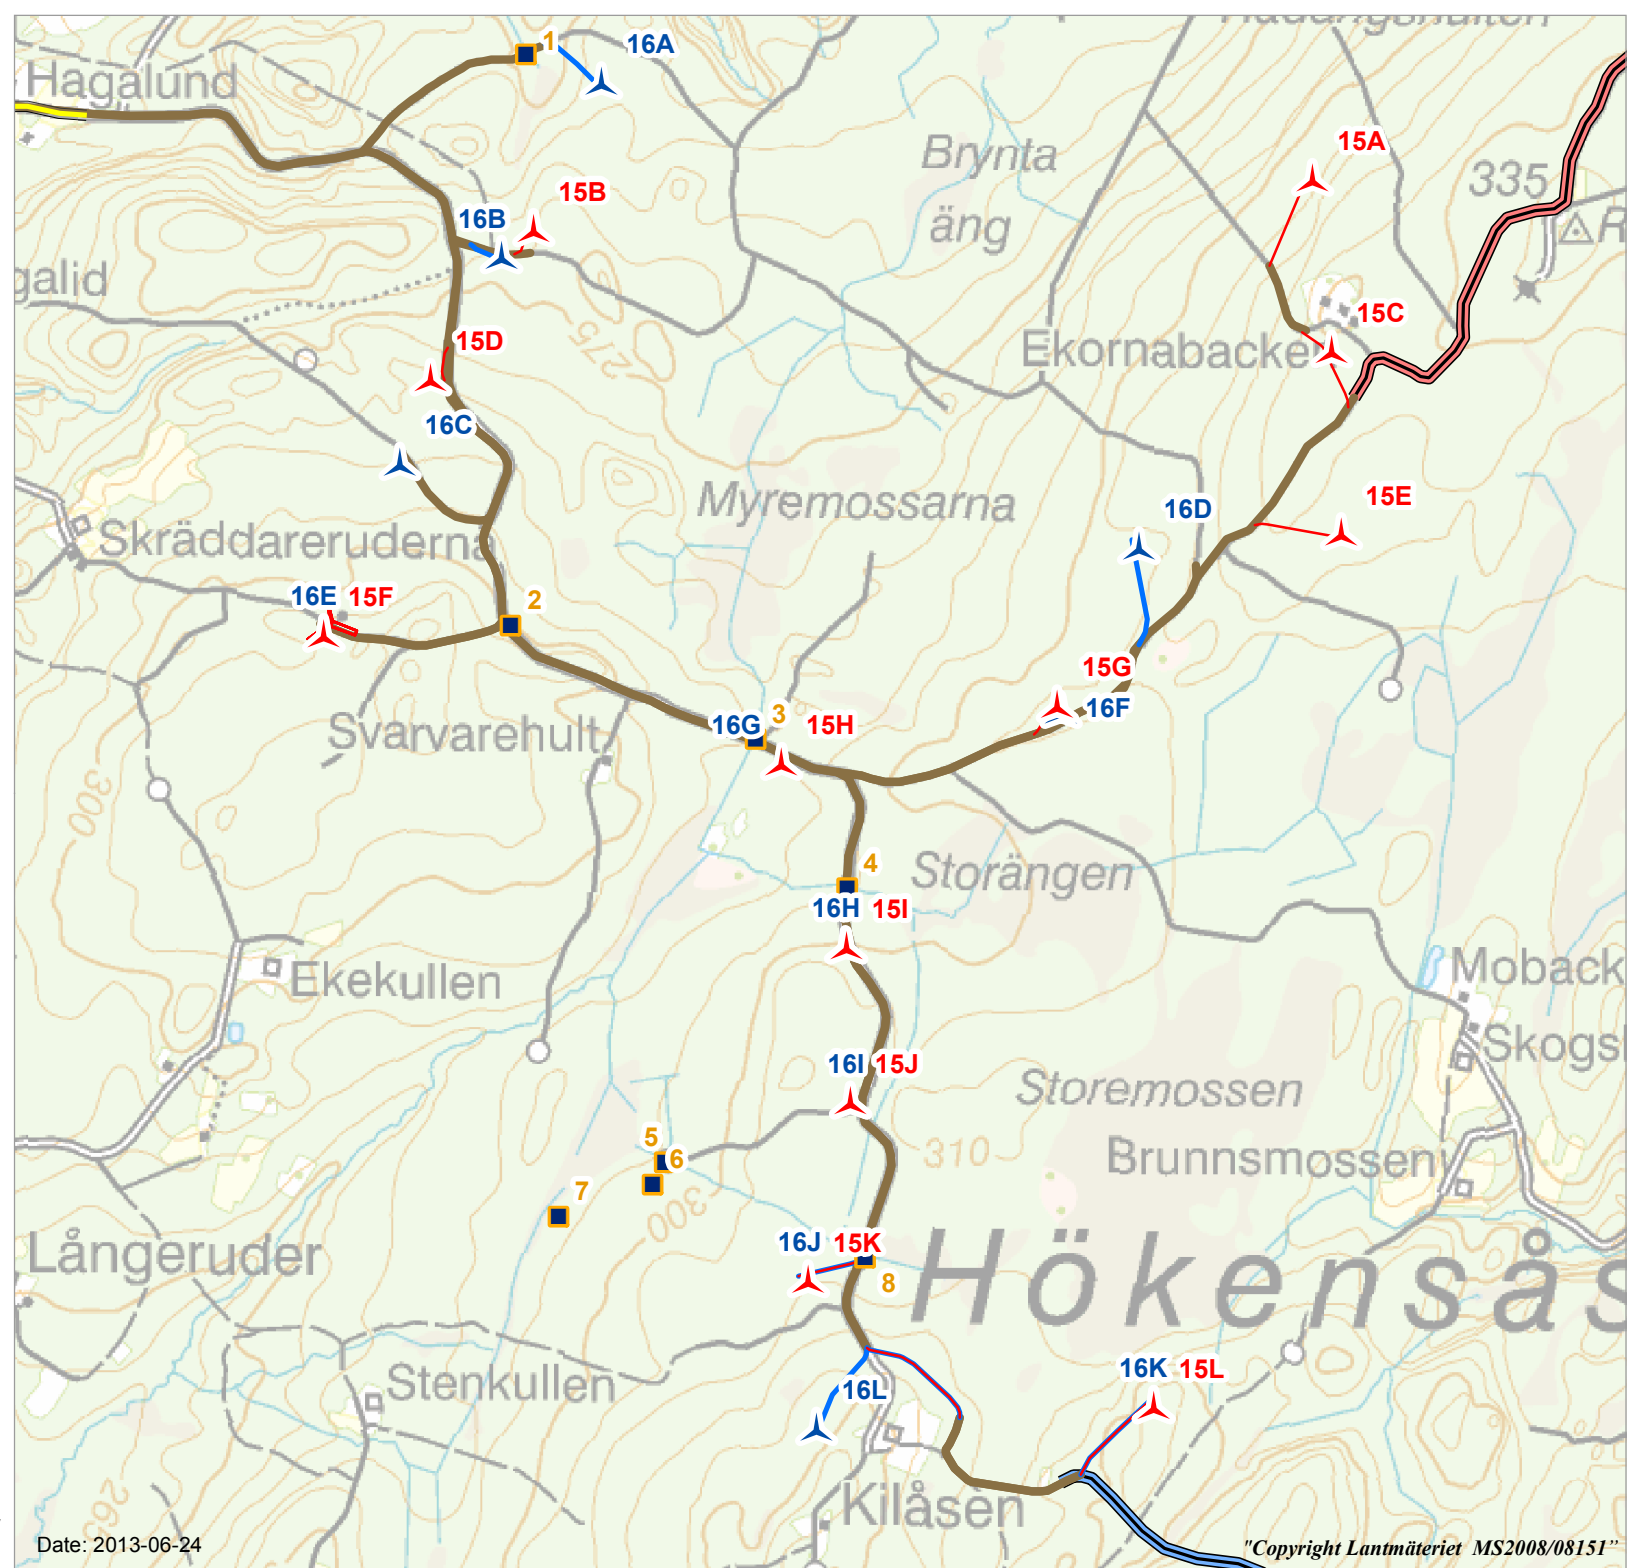 1
16A
Hagalund
15A
Brynta
äng
335
15B
16B
galid
275
15C
15D
Ekornabacke
16C
Myremossarna
15E
16D
Skräddareruderna
16E
15F
2
15G
16F
3
16G
15H
Svarvarehult
300
4
Storängen
16H
15I
Ekekullen
Moback
Skogs
16I
15J
Storemossen
310
Brunnsmossen
5
6
7
300
16J
15K
8
Långeruder
Hökensås
16K
15L
Stenkullen
16L
Kilåsen
Date: 2013-06-24
"Copyright Lantmäteriet MS2008/08151"